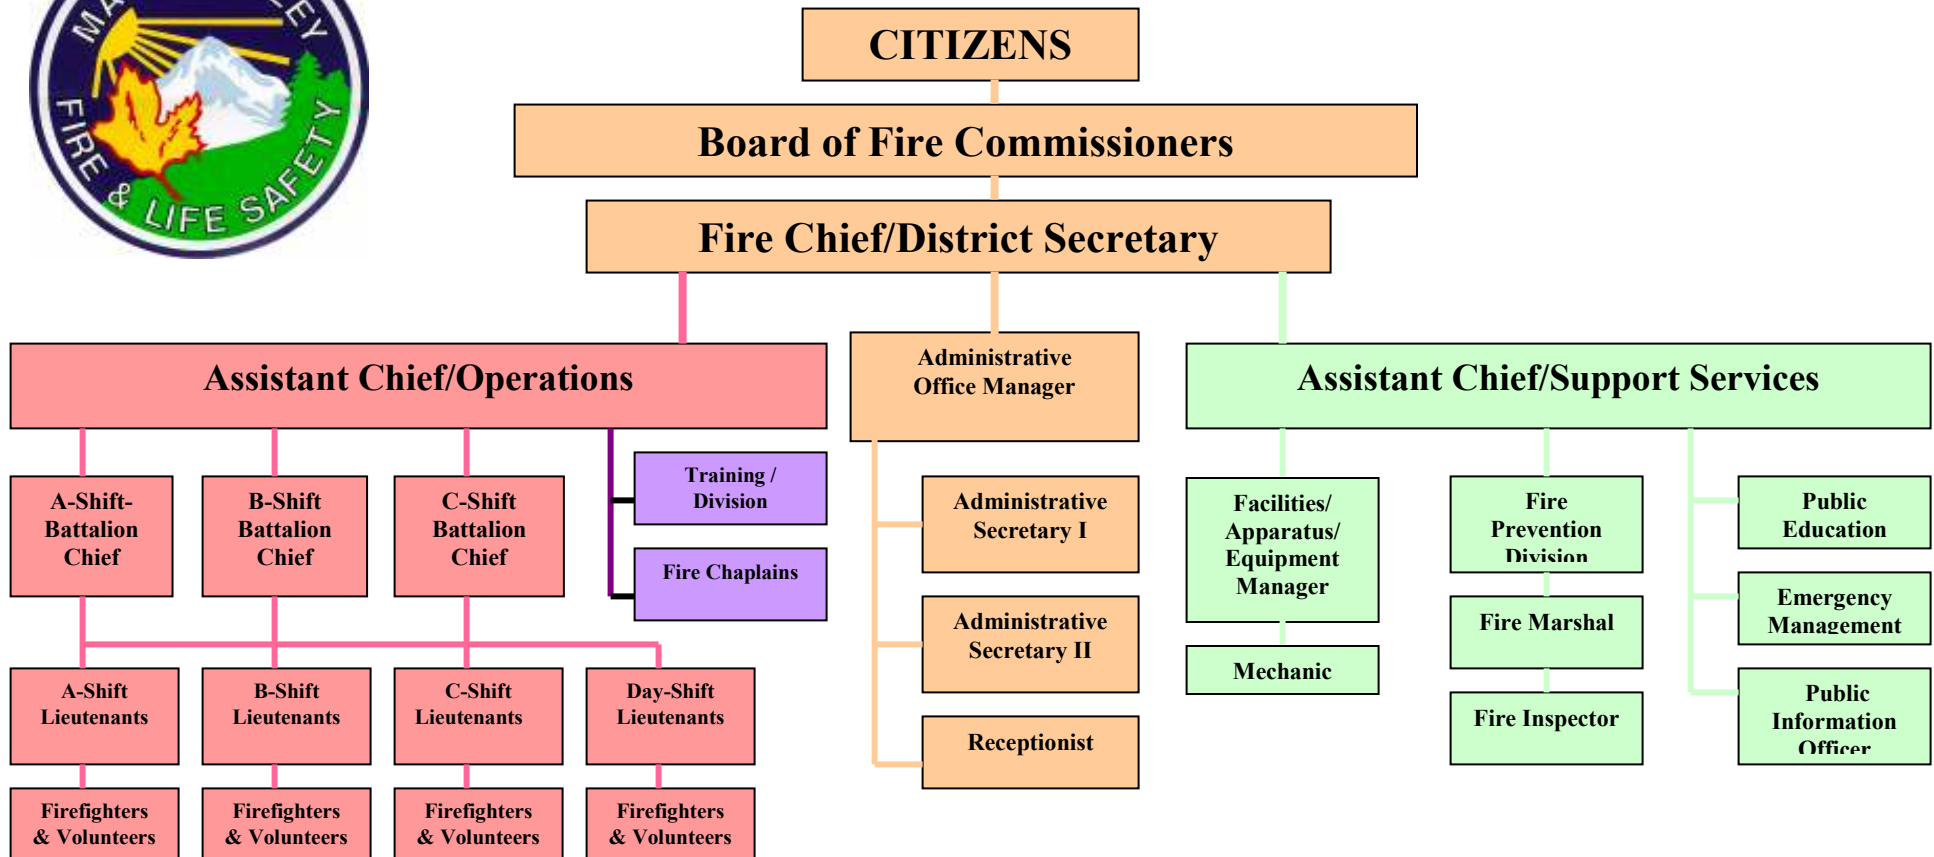 FIRE & LIFE SAFETY
CITIZENS
Board of Fire Commissioners
Fire Chief/District Secretary
Assistant Chief/Operations
Administrative
Office Manager
Assistant Chief/Support Services
A-Shift-
Battalion
Chief
B-Shift
Battalion
Chief
C-Shift
Battalion
Chief
Training /
Division
Fire Chaplains
Administrative
Secretary I
Administrative
Secretary II
Receptionist
Facilities/
Apparatus/
Equipment
Manager
Mechanic
Fire
Prevention
Division
Fire Marshal
Fire Inspector
Public
Education
Emergency
Management
Public
Information
Officer
A-Shift
Lieutenants
B-Shift
Lieutenants
C-Shift
Lieutenants
Day-Shift
Lieutenants
Firefighters
& Volunteers
Firefighters
& Volunteers
Firefighters
& Volunteers
Firefighters
& Volunteers